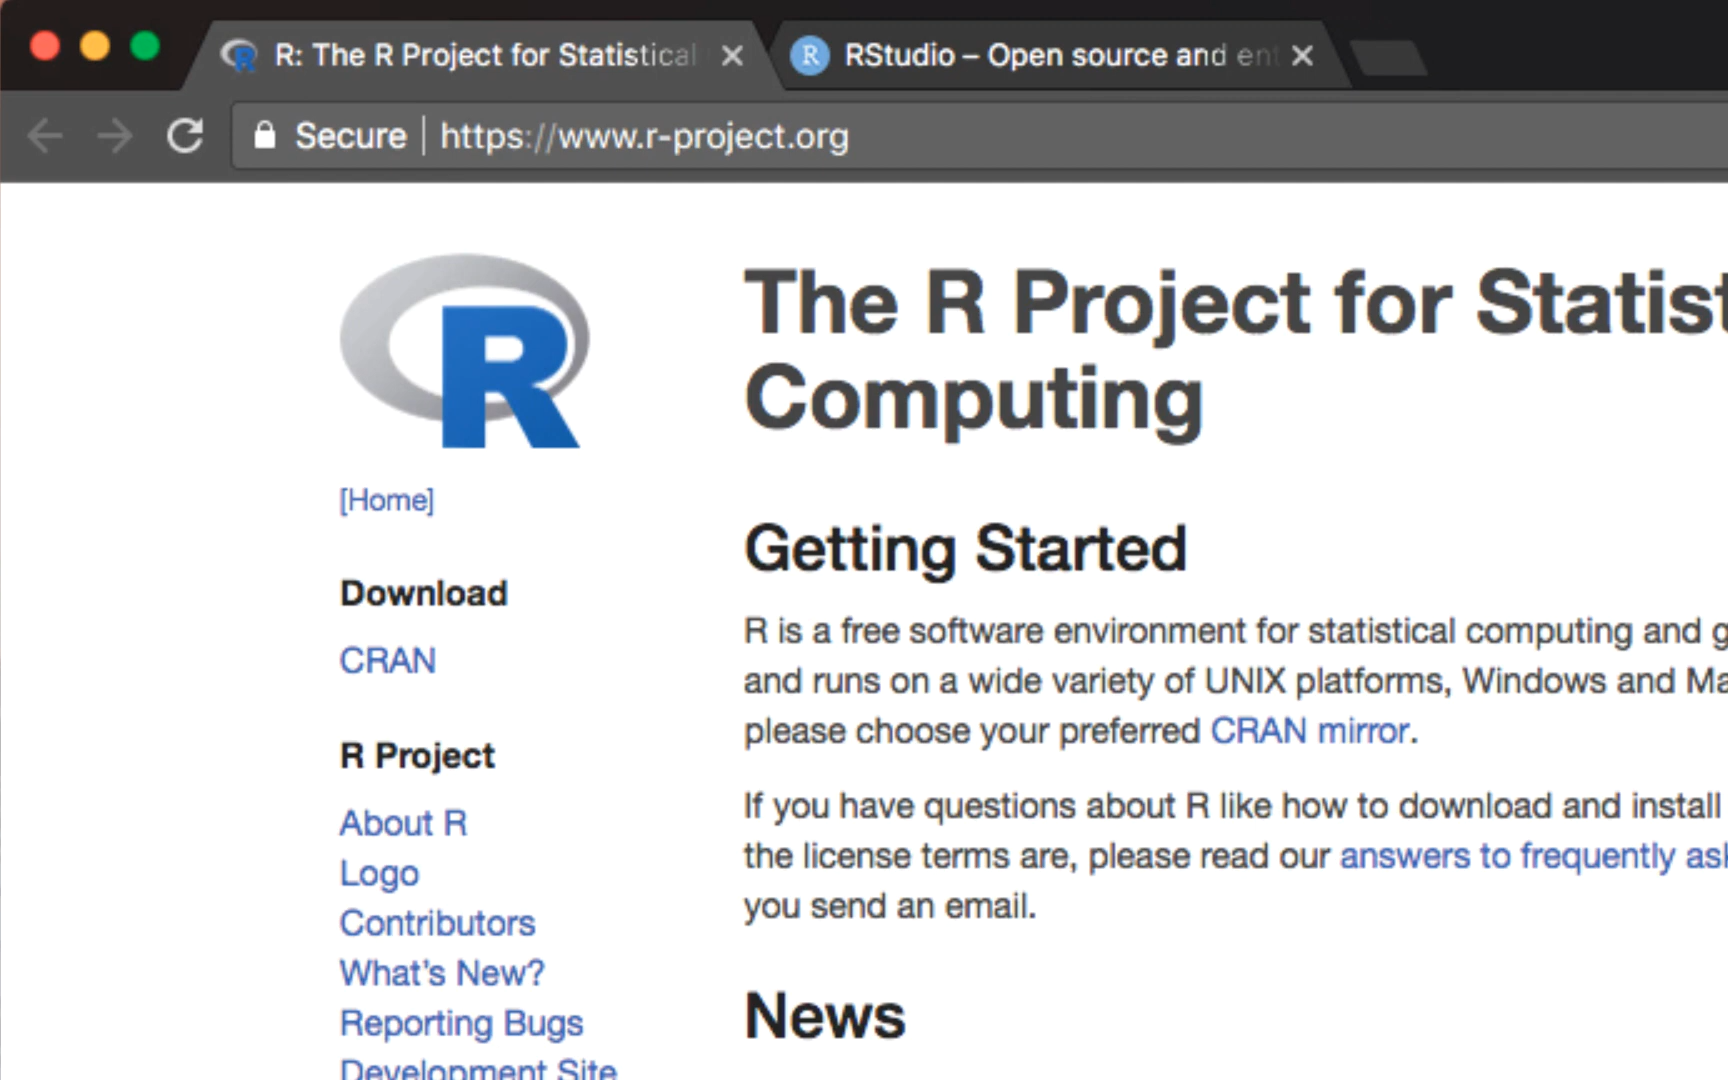 R: The R Project for Statistical
RStudio – Open source and ent
Secure | https://www.r-project.org
R
The R Project for Statist
Computing
[Home]
Download
CRAN
R Project
About R
Logo
Contributors
What's New?
Reporting Bugs
Development Site
Getting Started
R is a free software environment for statistical computing and g
and runs on a wide variety of UNIX platforms, Windows and Ma
please choose your preferred CRAN mirror.
If you have questions about R like how to download and install
the license terms are, please read our answers to frequently ask
you send an email.
News